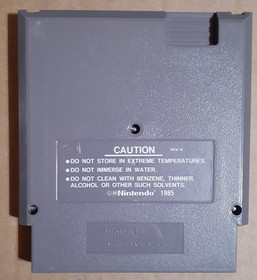 CAUTION
REV-A
●DO NOT STORE IN EXTREME TEMPERATURES.
●DO NOT IMMERSE IN WATER.
●DO NOT CLEAN WITH BENZENE, THINNER,
ALCOHOL OR OTHER SUCH SOLVENTS.
Nintendo 1985
Nintendo